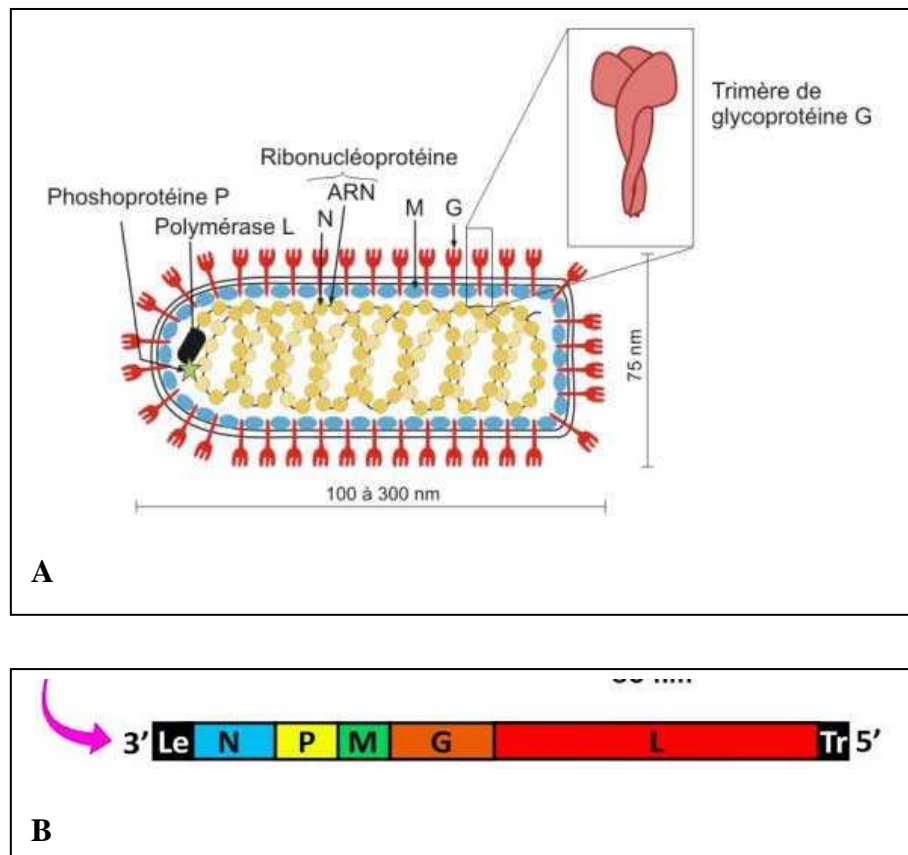 Trimère de
glycoprotéine G
Ribonucléoprotéine
Phoshoprotéine P
ARN
Polymérase L
N
M
G
75 nm
100 à 300 nm
A
3’ Le N P M G L Tr 5’
B